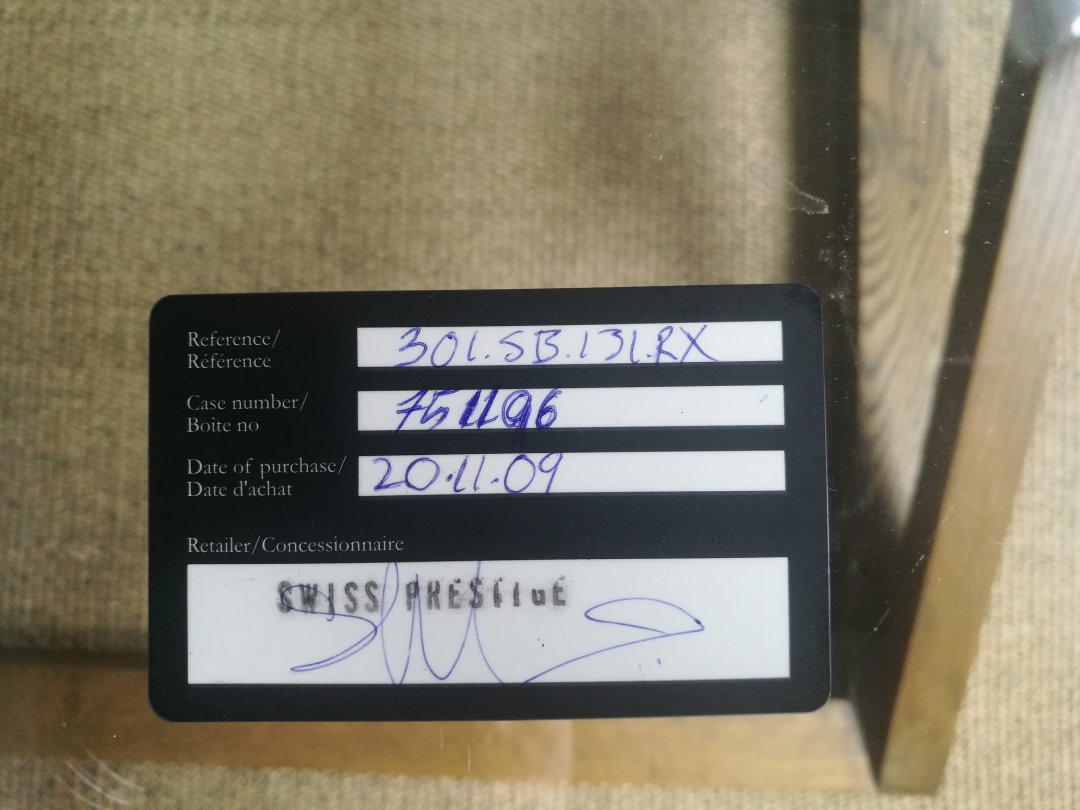 Reference/
Référence
301.SB.131.RX
Case number/
Boite no
751196
Date of purchase/
Date d'achat
20.11.09
Retailer/Concessionnaire
SWISS PRESTIGE